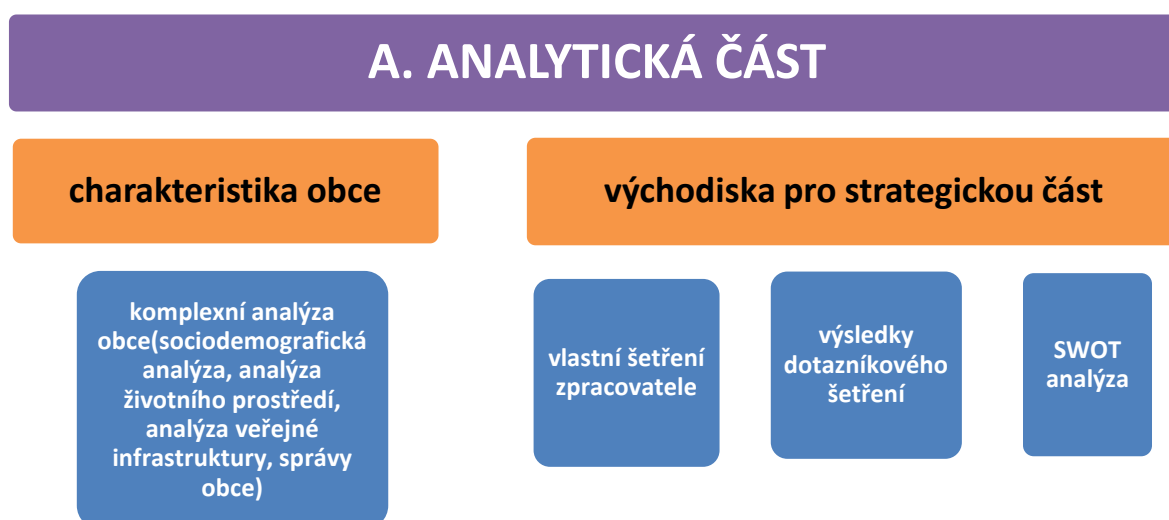 A. ANALYTICKÁ ČÁST
charakteristika obce
východiska pro strategickou část
komplexní analýza
obce(sociodemografická
analýza, analýza
životního prostředí,
analýza veřejné
infrastruktury, správy
obce)
vlastní šetření
zpracovatele
výsledky
dotazníkového
šetření
SWOT
analýza